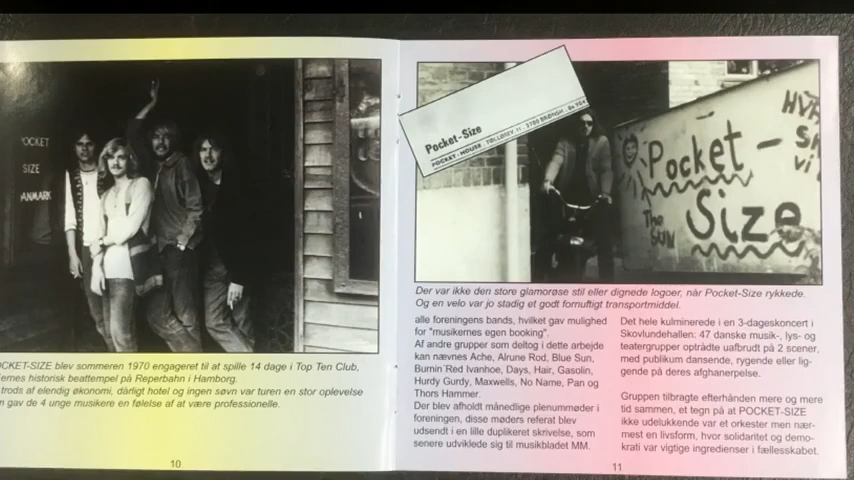 OCKET
SIZE
ANMARK
OCKET-SIZE blev sommeren 1970 engageret til at spille 14 dage i Top Ten Club,
ernes historisk beattempel på Reperbahn i Hamborg.
trods af elendig økonomi, dårligt hotel og ingen søvn var turen en stor oplevelse
gav de 4 unge musikere en følelse af at være professionelle.
10
Pocket-Size
POCKET-HOUSE
Pocket-
Size
The
SUN
Der var ikke den store glamorøse stil eller dignede logoer, når Pocket-Size rykkede.
Og en velo var jo stadig et godt fornuftigt transportmiddel.
alle foreningens bands, hvilket gav mulighed
for "musikernes egen booking".
Af andre grupper som deltog i dette arbejde
kan nævnes Ache, Alrune Rod, Blue Sun,
Burnin Red Ivanhoe, Days, Hair, Gasolin,
Hurdy Gurdy, Maxwells, No Name, Pan og
Thors Hammer.
Der blev afholdt månedlige plenummøder i
foreningen, disse møders referat blev
udsendt i en lille duplikeret skrivelse, som
senere udviklede sig til musikbladet MM.
Det hele kulminerede i en 3-dageskoncert i
Skovlundehallen: 47 danske musik-, lys- og
teatergrupper optrådte uafbrudt på 2 scener,
med publikum dansende, rygende eller lig-
gende på deres afghanerpelse.
Gruppen tilbragte efterhånden mere og mere
tid sammen, et tegn på at POCKET-SIZE
ikke udelukkende var et orkester men nær-
mest en livsform, hvor solidaritet og demo-
krati var vigtige ingredienser i fællesskabet.
11